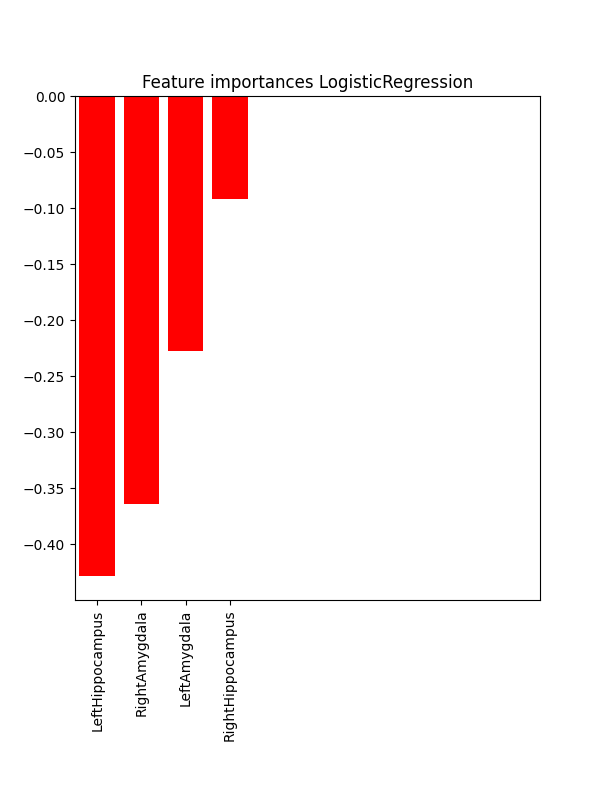 Feature importances LogisticRegression
0.00
−0.05
−0.10
−0.15
−0.20
−0.25
−0.30
−0.35
−0.40
LeftHippocampus
RightAmygdala
LeftAmygdala
RightHippocampus